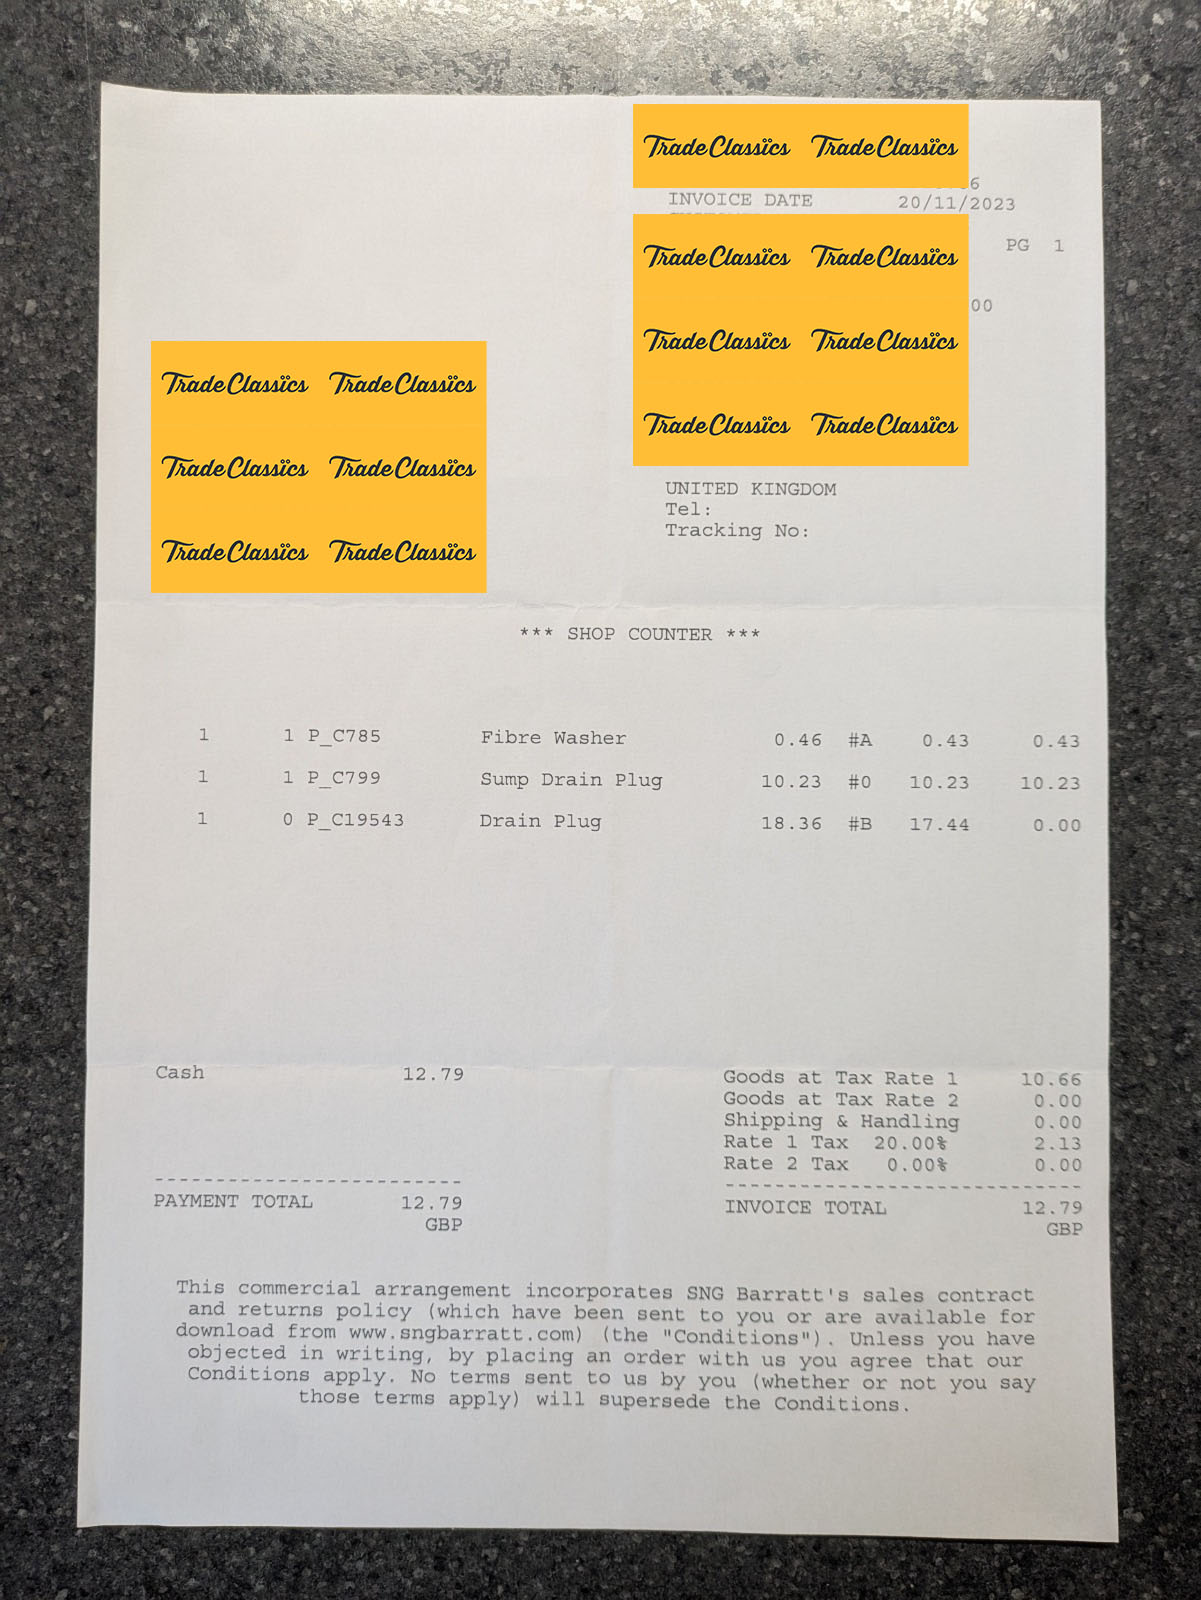 TradeClassics TradeClassics
INVOICE DATE 20/11/2023
TradeClassics TradeClassics
PG 1
TradeClassics TradeClassics
TradeClassics TradeClassics
TradeClassics TradeClassics
TradeClassics TradeClassics
TradeClassics TradeClassics
UNITED KINGDOM
Tel:
Tracking No:
*** SHOP COUNTER ***
1 1 P_C785 Fibre Washer 0.46 #A 0.43 0.43
1 1 P_C799 Sump Drain Plug 10.23 #0 10.23 10.23
1 0 P_C19543 Drain Plug 18.36 #B 17.44 0.00
Cash 12.79
Goods at Tax Rate 1 10.66
Goods at Tax Rate 2 0.00
Shipping & Handling 0.00
Rate 1 Tax 20.00% 2.13
Rate 2 Tax 0.00% 0.00
-------------------------
PAYMENT TOTAL 12.79
GBP
-----------------------------
INVOICE TOTAL 12.79
GBP
This commercial arrangement incorporates SNG Barratt's sales contract
and returns policy (which have been sent to you or are available for
download from www.sngbarratt.com) (the "Conditions"). Unless you have
objected in writing, by placing an order with us you agree that our
Conditions apply. No terms sent to us by you (whether or not you say
those terms apply) will supersede the Conditions.